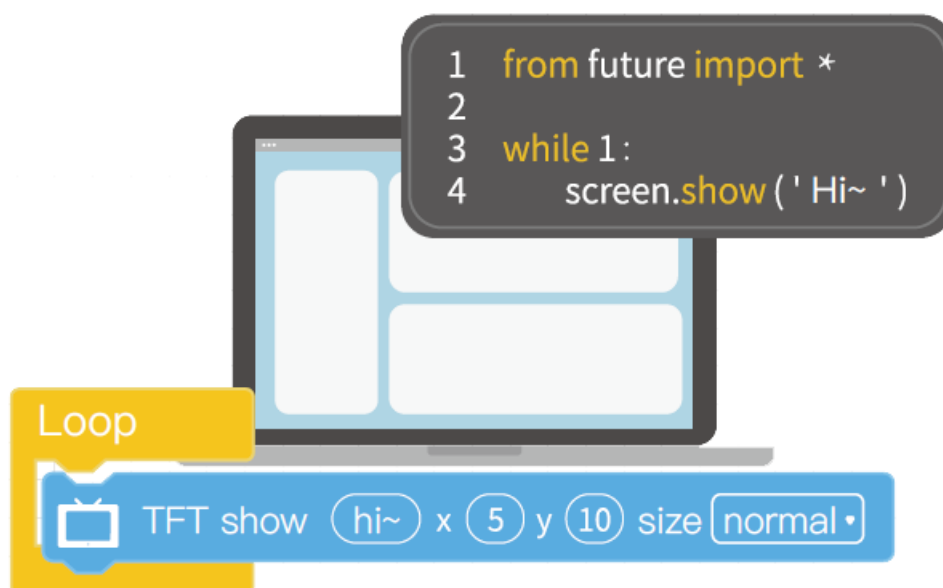 1 from future import *
2
3 while 1:
4 screen.show ( ' Hi~ ' )
Loop
TFT show hi~ x 5 y 10 size normal